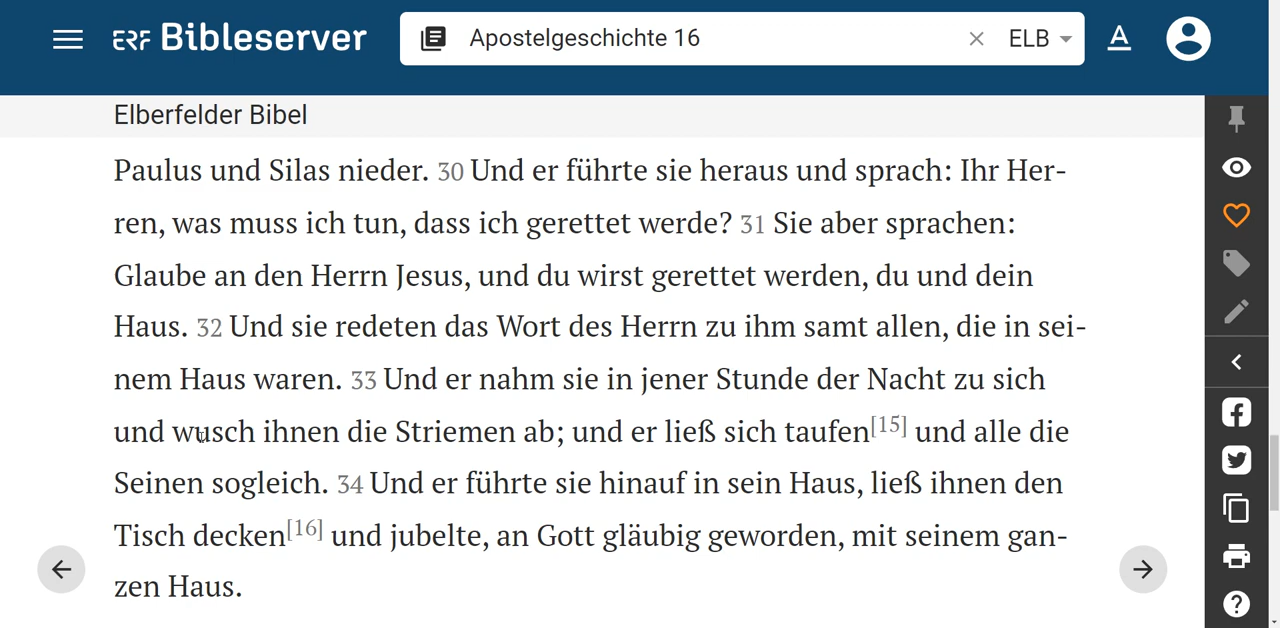 ERF Bibleserver
Apostelgeschichte 16
ELB
A
Elberfelder Bibel
Paulus und Silas nieder. 30 Und er führte sie heraus und sprach: Ihr Her-
ren, was muss ich tun, dass ich gerettet werde? 31 Sie aber sprachen:
Glaube an den Herrn Jesus, und du wirst gerettet werden, du und dein
Haus. 32 Und sie redeten das Wort des Herrn zu ihm samt allen, die in sei-
nem Haus waren. 33 Und er nahm sie in jener Stunde der Nacht zu sich
und wusch ihnen die Striemen ab; und er ließ sich taufen[15] und alle die
Seinen sogleich. 34 Und er führte sie hinauf in sein Haus, ließ ihnen den
Tisch decken[16] und jubelte, an Gott gläubig geworden, mit seinem gan-
zen Haus.